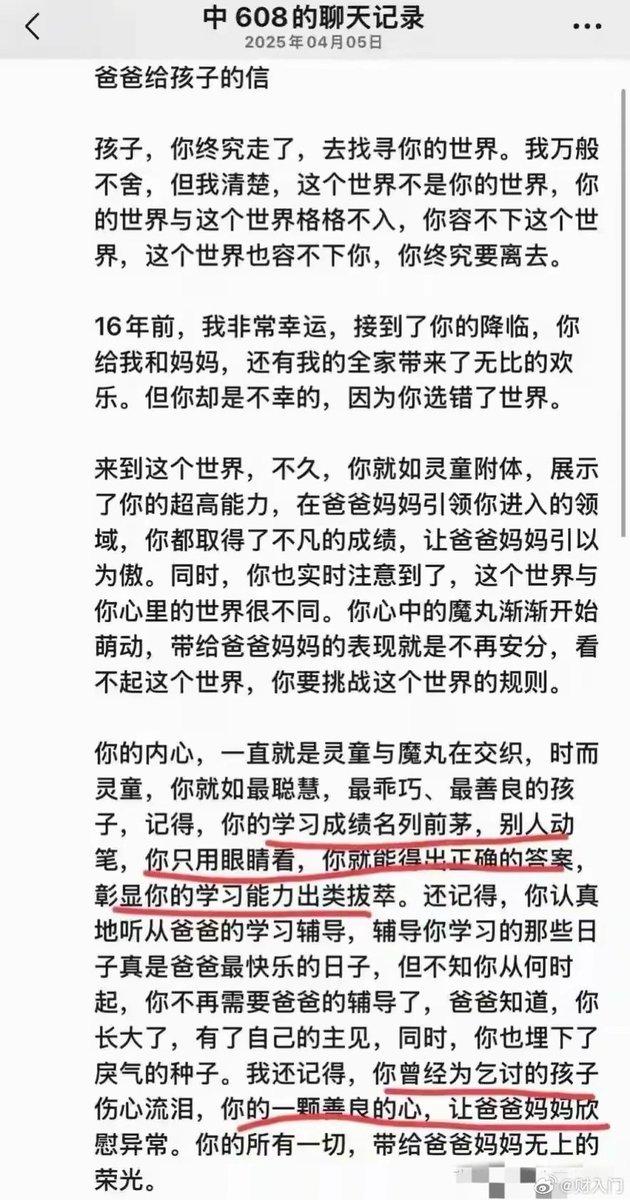 中 608的聊天记录
2025年04月05日
爸爸给孩子的信
孩子，你终究走了，去找寻你的世界。我万般
不舍，但我清楚，这个世界不是你的世界，你
的世界与这个世界格格不入，你容不下这个世
界，这个世界也容不下你，你终究要离去。
16年前，我非常幸运，接到了你的降临，你
给我和妈妈，还有我的全家带来了无比的欢
乐。但你却是不幸的，因为你选错了世界。
来到这个世界，不久，你就如灵童附体，展示
了你的超高能力，在爸爸妈妈引领你进入的领
域，你都取得了不凡的成绩，让爸爸妈妈引以
为傲。同时，你也实时注意到了，这个世界与
你心里的世界很不同。你心中的魔丸渐渐开始
萌动，带给爸爸妈妈的表现就是不再安分，看
不起这个世界，你要挑战这个世界的规则。
你的内心，一直就是灵童与魔丸在交织，时而
灵童，你就如最聪慧，最乖巧、最善良的孩
子，记得，你的学习成绩名列前茅，别人动
笔，你只用眼睛看，你就能得出正确的答案，
彰显你的学习能力出类拔萃。还记得，你认真
地听从爸爸的学习辅导，辅导你学习的那些日
子真是爸爸最快乐的日子，但不知你从何时
起，你不再需要爸爸的辅导了，爸爸知道，你
长大了，有了自己的主见，同时，你也埋下了
戾气的种子。我还记得，你曾经为乞讨的孩子
伤心流泪，你的一颗善良的心，让爸爸妈妈欣
慰异常。你的所有一切，带给爸爸妈妈无上的
荣光。
@财入门